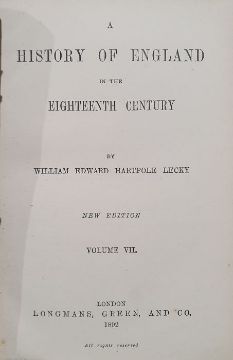 A
HISTORY OF ENGLAND
IN THE
EIGHTEENTH CENTURY
BY
WILLIAM EDWARD HARTPOLE LECKY
NEW EDITION
VOLUME VII.
LONDON
LONGMANS, GREEN, AND CO.
1892
All rights reserved